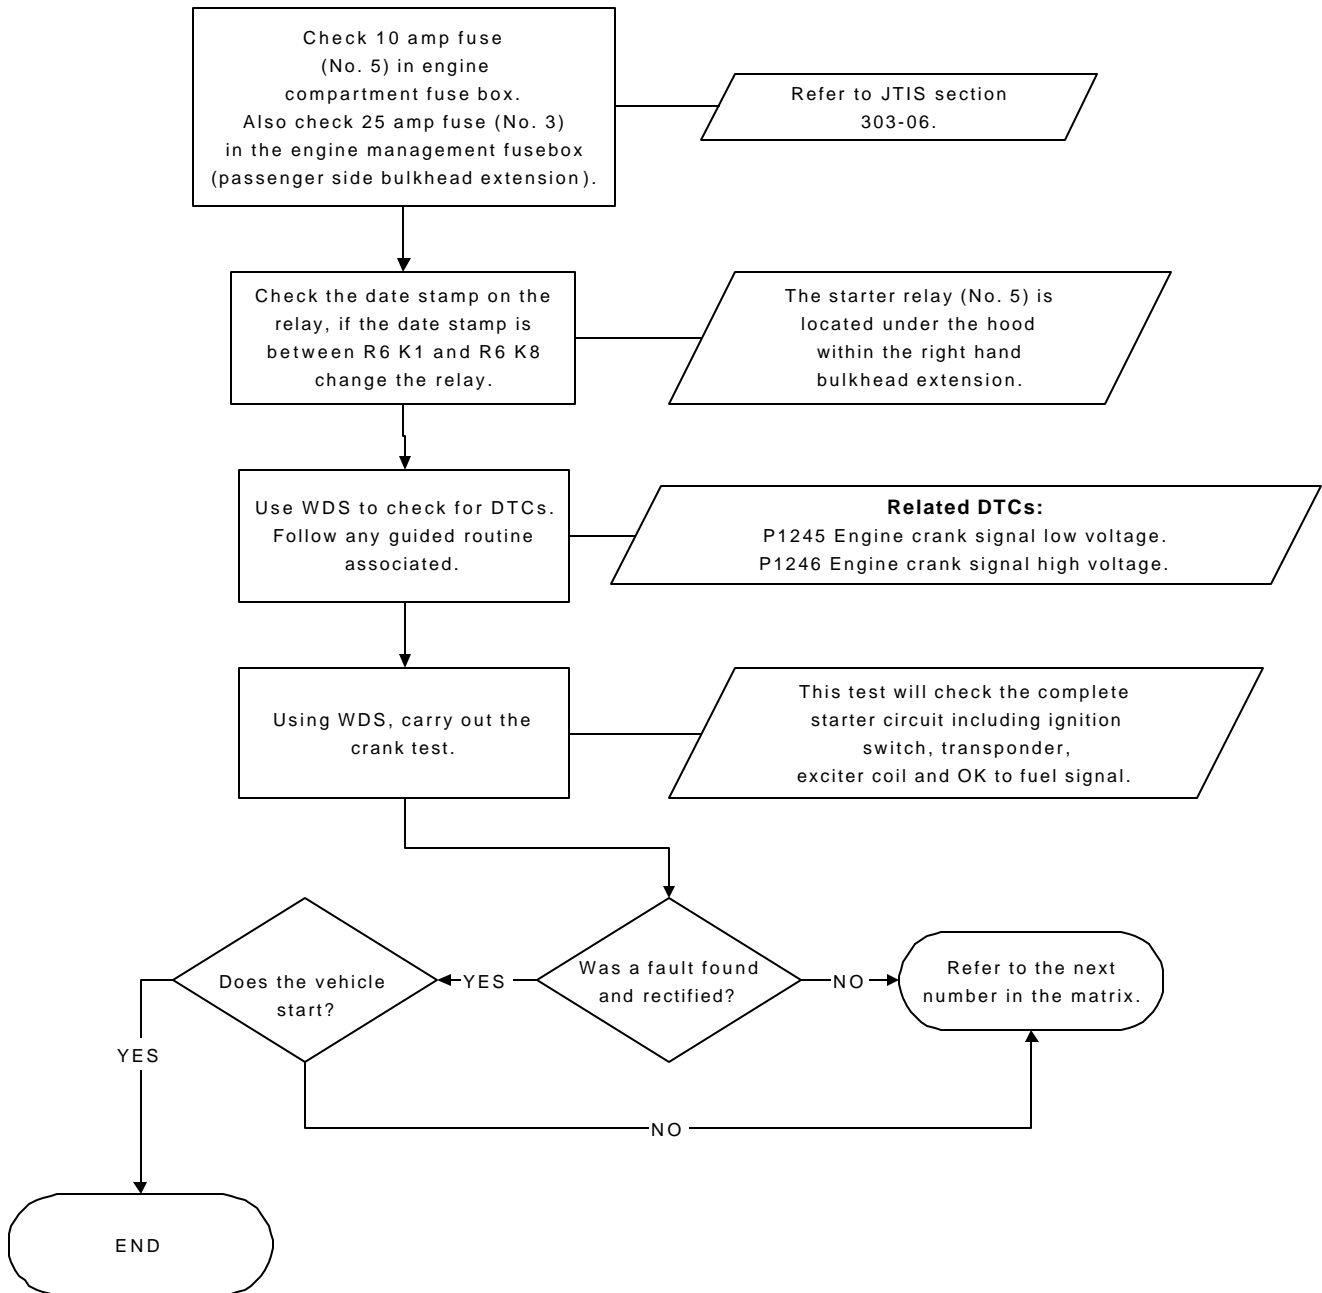 Check 10 amp fuse
(No. 5) in engine
compartment fuse box.
Also check 25 amp fuse (No. 3)
in the engine management fusebox
(passenger side bulkhead extension).
Refer to JTIS section
303-06.
Check the date stamp on the
relay, if the date stamp is
between R6 K1 and R6 K8
change the relay.
The starter relay (No. 5) is
located under the hood
within the right hand
bulkhead extension.
Use WDS to check for DTCs.
Follow any guided routine
associated.
Related DTCs:
P1245 Engine crank signal low voltage.
P1246 Engine crank signal high voltage.
Using WDS, carry out the
crank test.
This test will check the complete
starter circuit including ignition
switch, transponder,
exciter coil and OK to fuel signal.
Does the vehicle
start?
YES
Was a fault found
and rectified?
NO
Refer to the next
number in the matrix.
YES
NO
END